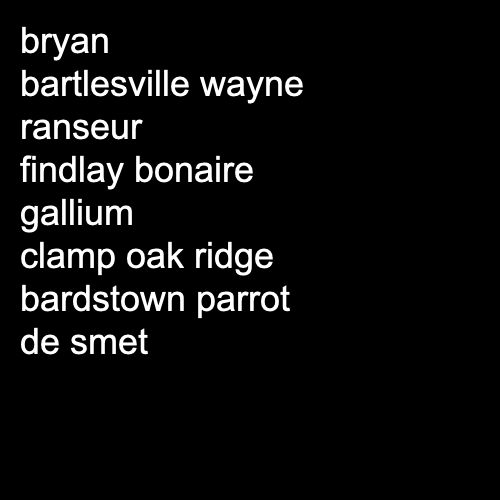 bryan
bartlesville wayne
ranseur
findlay bonaire
gallium
clamp oak ridge
bardstown parrot
de smet